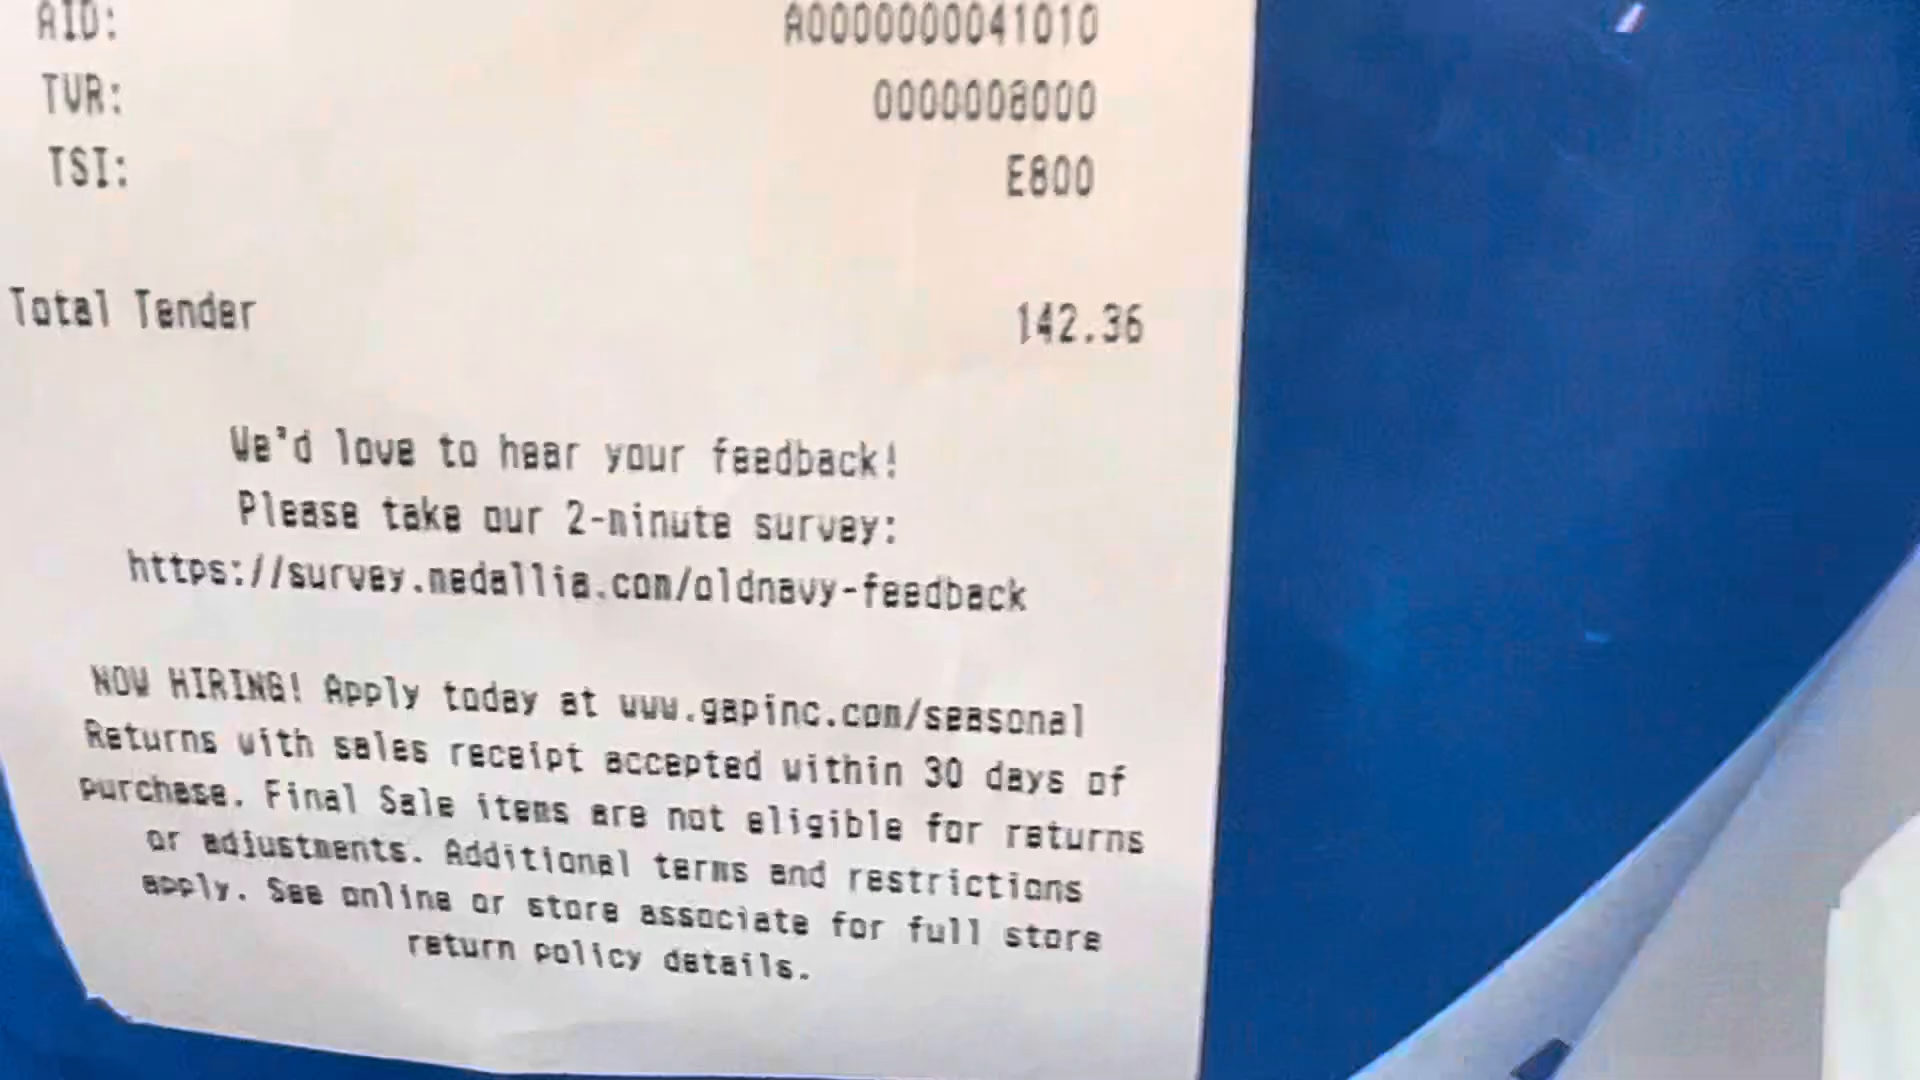 AID: A0000000041010
TVR: 0000008000
TSI: E800
Total Tender 142.36
We'd love to hear your feedback!
Please take our 2-minute survey:
https://survey.medallia.com/oldnavy-feedback
NOW HIRING! Apply today at www.gapinc.com/seasonal
Returns with sales receipt accepted within 30 days of
purchase. Final Sale items are not eligible for returns
or adjustments. Additional terms and restrictions
apply. See online or store associate for full store
return policy details.